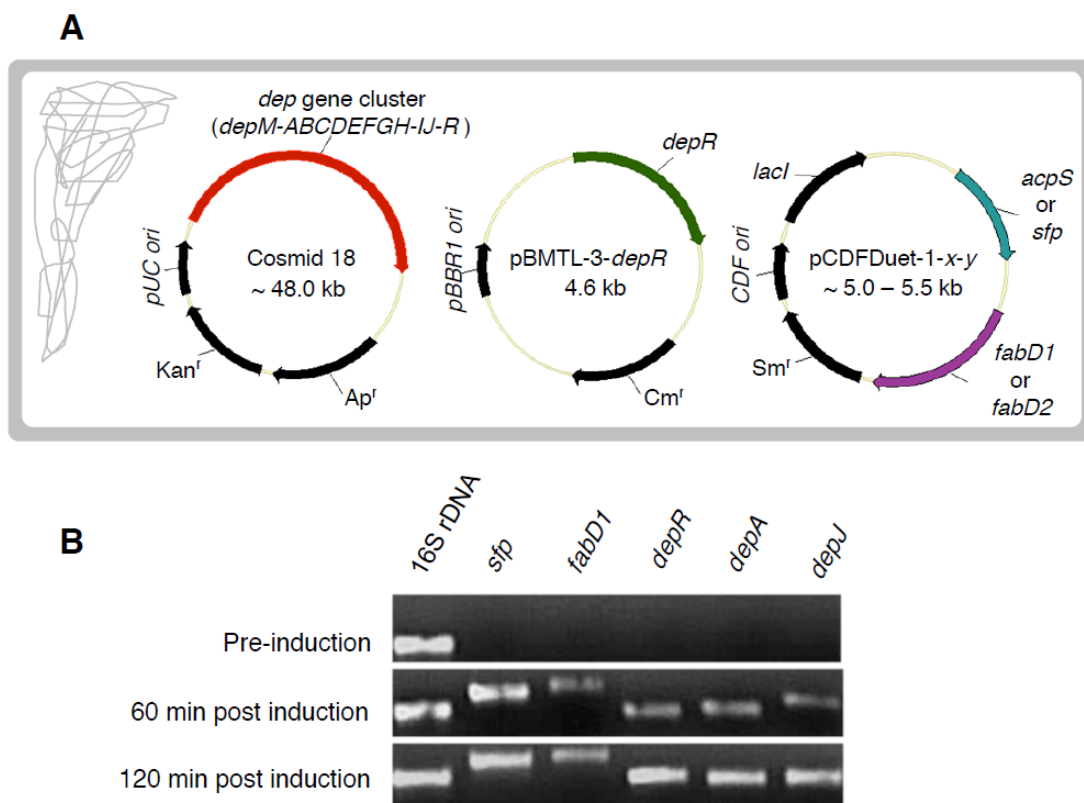 A
dep gene cluster
(depM-ABCDEFGH-IJ-R )
pUC ori
Cosmid 18
~ 48.0 kb
Kanʳ
Apʳ
depR
pBBR1 ori
pBMTL-3-depR
4.6 kb
Cmʳ
lacI
acpS
or
sfp
CDF ori
pCDFDuet-1-x-y
~ 5.0 – 5.5 kb
Smʳ
fabD1
or
fabD2
B
16S rDNA
sfp
fabD1
depR
depA
depJ
Pre-induction
60 min post induction
120 min post induction